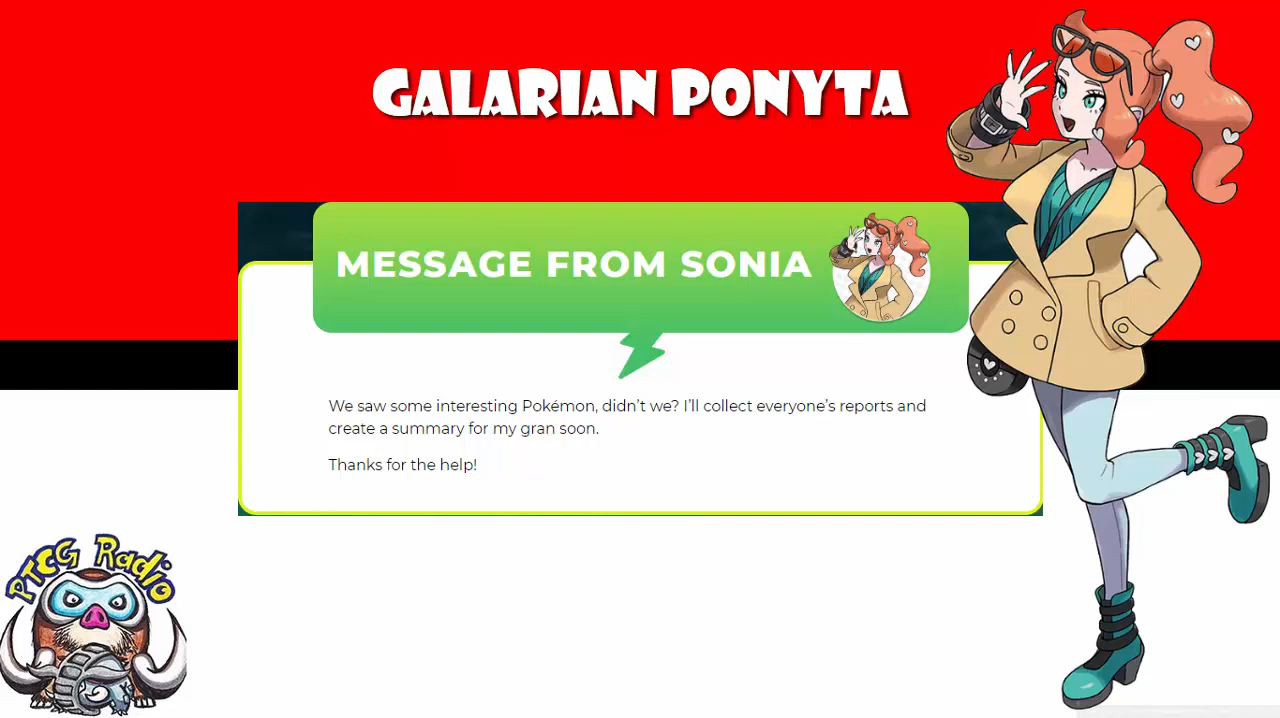 GALARIAN PONYTA
MESSAGE FROM SONIA
We saw some interesting Pokémon, didn’t we? I’ll collect everyone’s reports and
create a summary for my gran soon.
Thanks for the help!
PTCG Radio